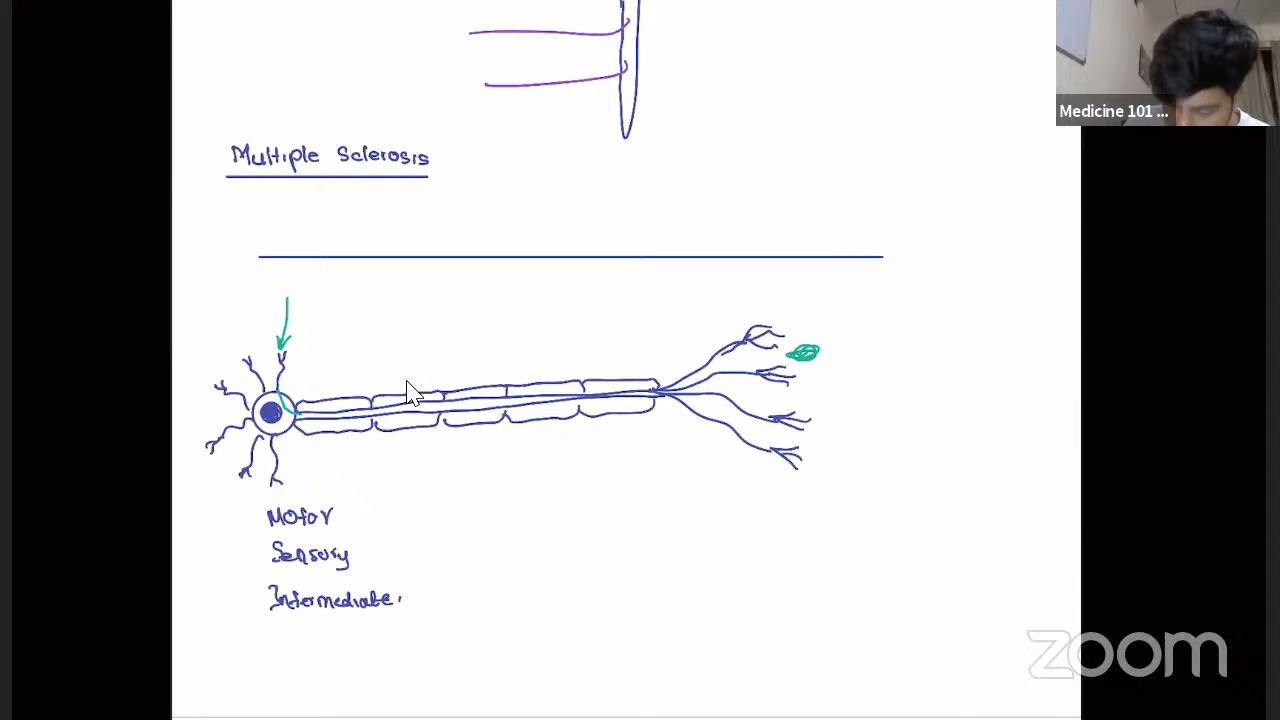 Medicine 101 ...
Multiple Sclerosis
Motor
Sensory
Intermediate.
zoom